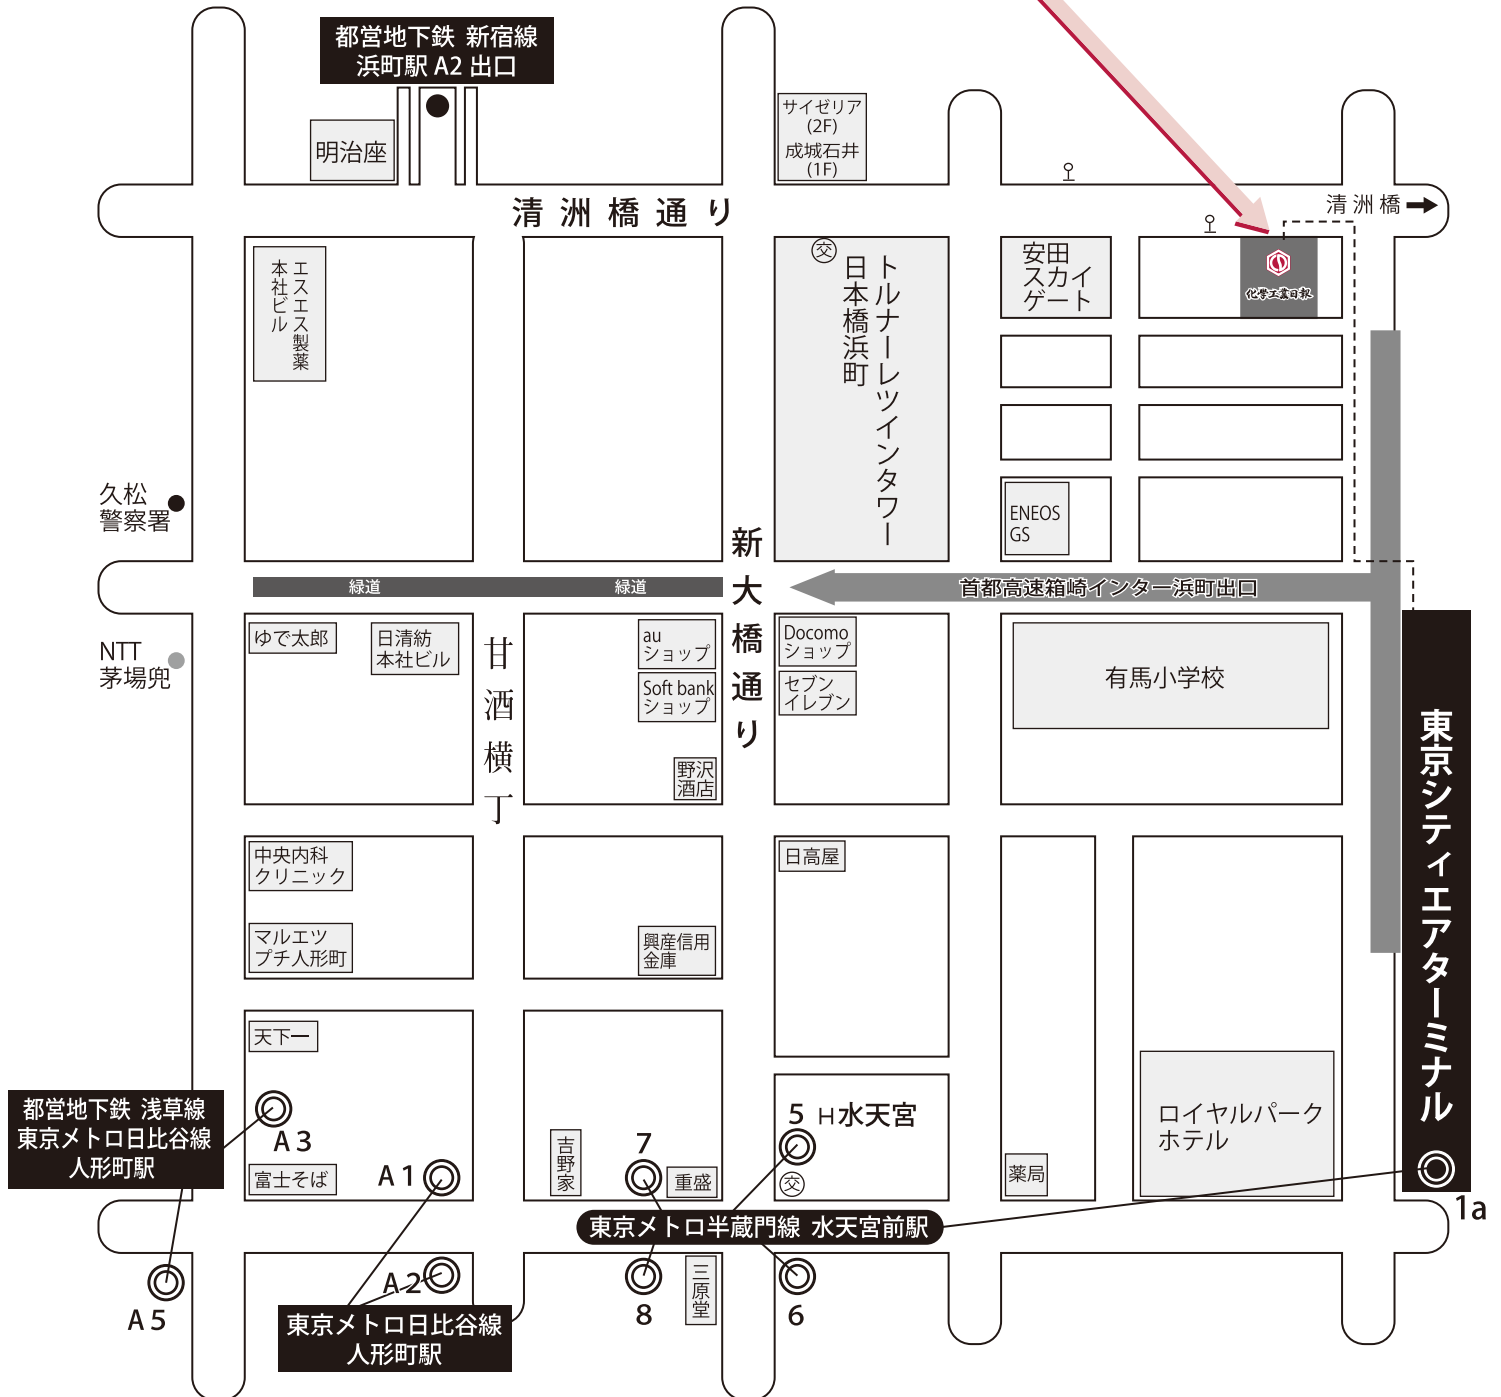 都営地下鉄 新宿線
浜町駅 A2 出口
明治座
サイゼリア
(2F)
成城石井
(1F)
清洲橋通り
清洲橋
エスエス製薬
本社ビル
交
トルナーレツインタワー
日本橋浜町
安田
スカイ
ゲート
化学工業日報
久松
警察署
ENEOS
GS
新大橋通り
緑道
緑道
首都高速箱崎インター浜町出口
NTT
茅場兜
ゆで太郎
日清紡
本社ビル
甘酒横丁
au
ショップ
Soft bank
ショップ
野沢
酒店
Docomo
ショップ
セブン
イレブン
有馬小学校
東京シティエアターミナル
中央内科
クリニック
マルエツ
プチ人形町
興産信用
金庫
日高屋
天下一
都営地下鉄 浅草線
東京メトロ日比谷線
人形町駅
A 3
富士そば
A 1
吉野家
7
重盛
5
H水天宮
交
薬局
ロイヤルパーク
ホテル
1a
東京メトロ半蔵門線 水天宮前駅
A 5
A 2
東京メトロ日比谷線
人形町駅
8
三原堂
6